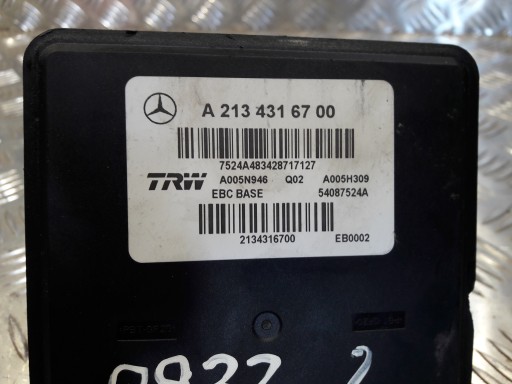 A 213 431 67 00
7524A483428717127
TRW A005N946 Q02 A005H309
EBC BASE 54087524A
2134316700 EB0002